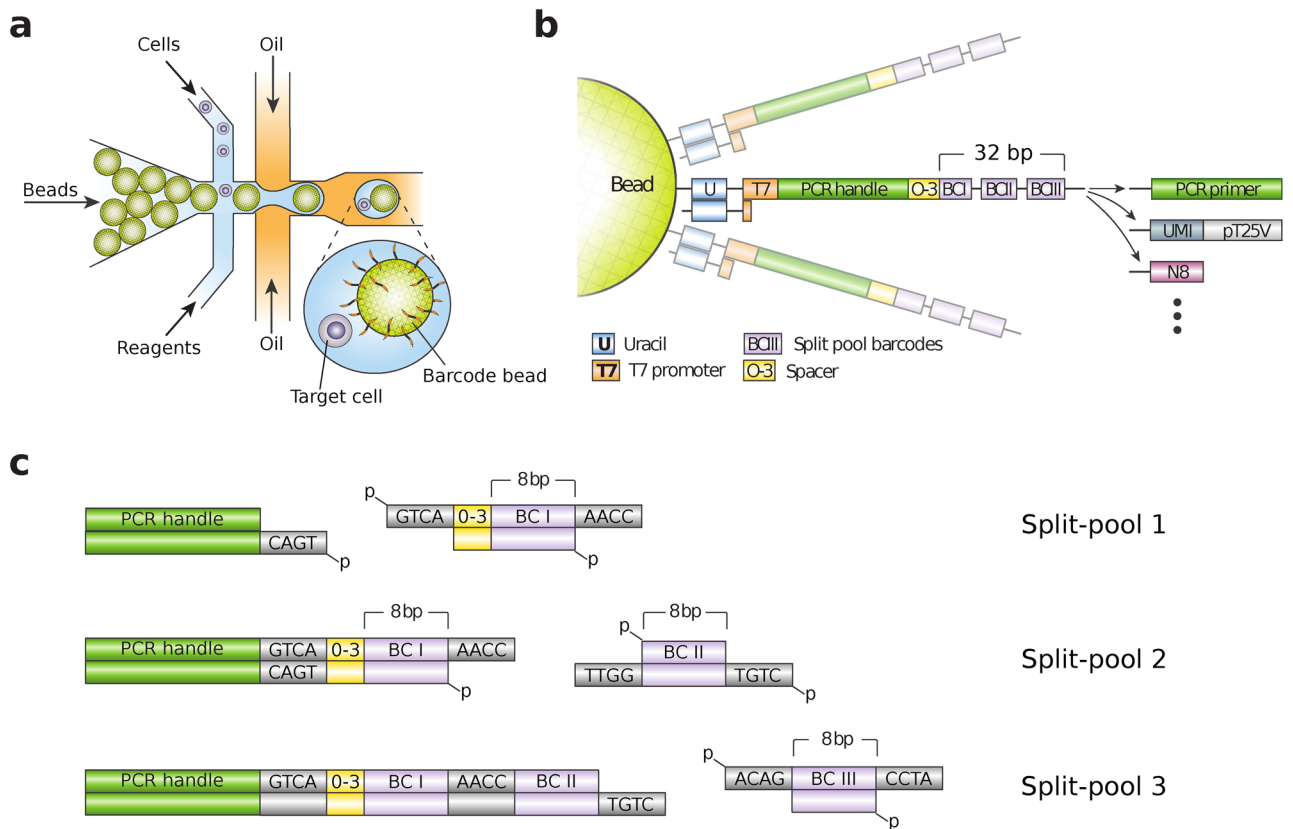 a
Cells
Oil
Beads
Reagents
Oil
Target cell
Barcode bead
b
32 bp
Bead
U
T7
PCR handle
O-3
BCI
BCII
BCIII
PCR primer
UMI
pT25V
N8
U Uracil
BCIII Split pool barcodes
T7 T7 promoter
O-3 Spacer
c
8bp
p
PCR handle
GTCA
0-3
BC I
AACC
CAGT
p
p
Split-pool 1
8bp
8bp
p
PCR handle
GTCA
0-3
BC I
AACC
BC II
CAGT
TTGG
TGTC
p
p
Split-pool 2
8bp
p
PCR handle
GTCA
0-3
BC I
AACC
BC II
ACAG
BC III
CCTA
TGTC
p
Split-pool 3